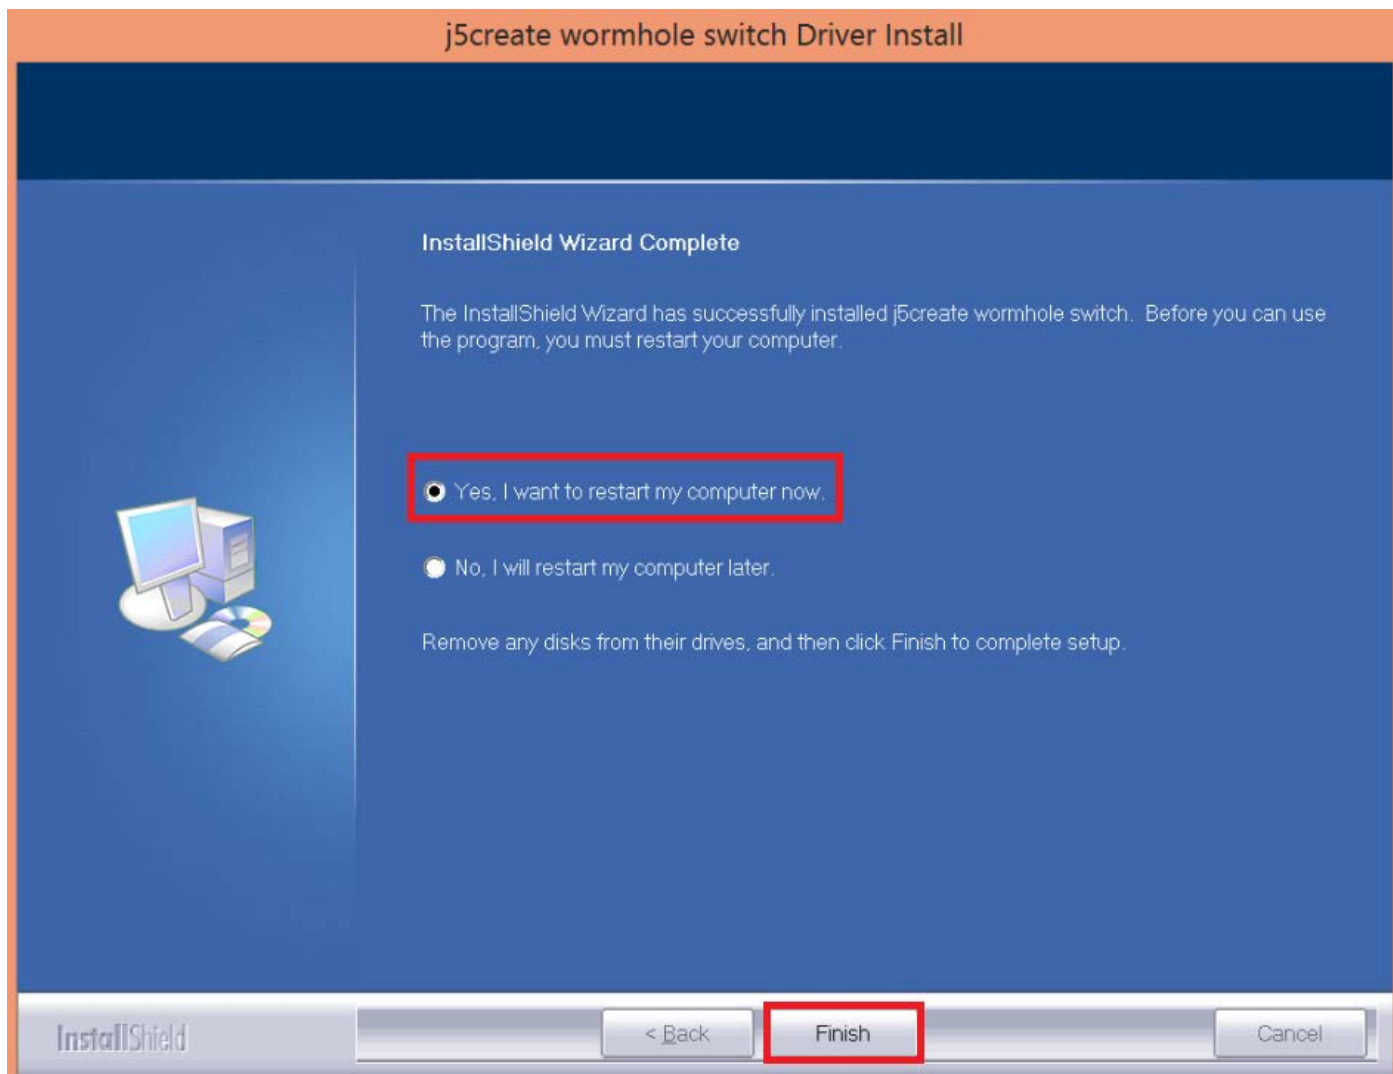 j5create wormhole switch Driver Install
InstallShield Wizard Complete
The InstallShield Wizard has successfully installed j5create wormhole switch.  Before you can use
the program, you must restart your computer.
Yes, I want to restart my computer now.
No, I will restart my computer later.
Remove any disks from their drives, and then click Finish to complete setup.
InstallShield
< Back
Finish
Cancel